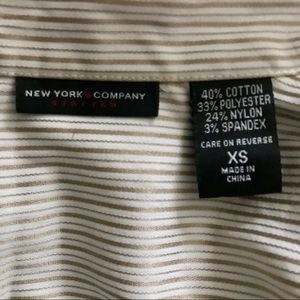 NEW YORK & COMPANY
STRETCH
40% COTTON
33% POLYESTER
24% NYLON
3% SPANDEX
CARE ON REVERSE
XS
MADE IN
CHINA